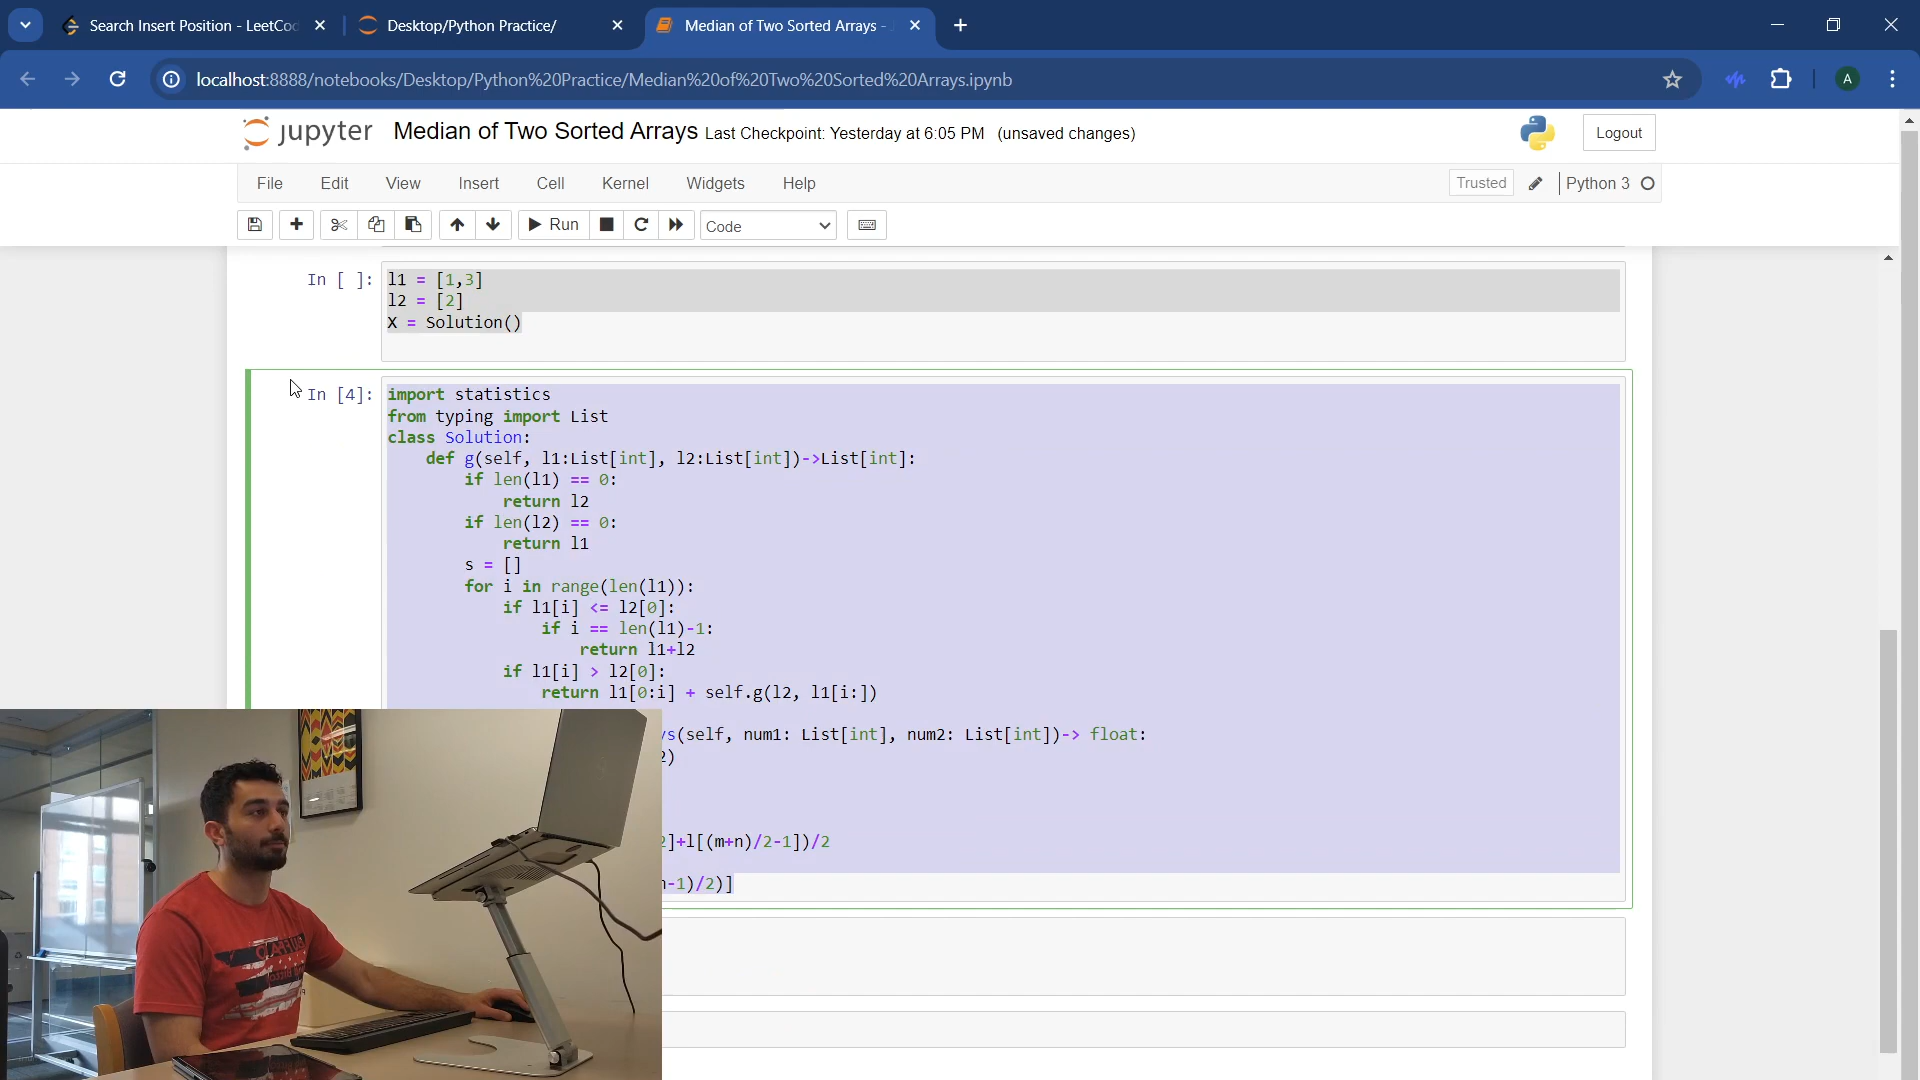 Search Insert Position - LeetCo
Desktop/Python Practice/
Median of Two Sorted Arrays -
localhost:8888/notebooks/Desktop/Python%20Practice/Median%20of%20Two%20Sorted%20Arrays.ipynb
A
jupyter Median of Two Sorted Arrays Last Checkpoint: Yesterday at 6:05 PM (unsaved changes)
Logout
File Edit View Insert Cell Kernel Widgets Help
Trusted Python 3
Run Code
In [ ]: l1 = [1,3]
l2 = [2]
X = Solution()
In [4]: import statistics
from typing import List
class Solution:
def g(self, l1:List[int], l2:List[int])->List[int]:
if len(l1) == 0:
return l2
if len(l2) == 0:
return l1
s = []
for i in range(len(l1)):
if l1[i] <= l2[0]:
if i == len(l1)-1:
return l1+l2
if l1[i] > l2[0]:
return l1[0:i] + self.g(l2, l1[i:])
ys(self, num1: List[int], num2: List[int])-> float:
2)
2]+l[(m+n)/2-1])/2
n-1)/2)]